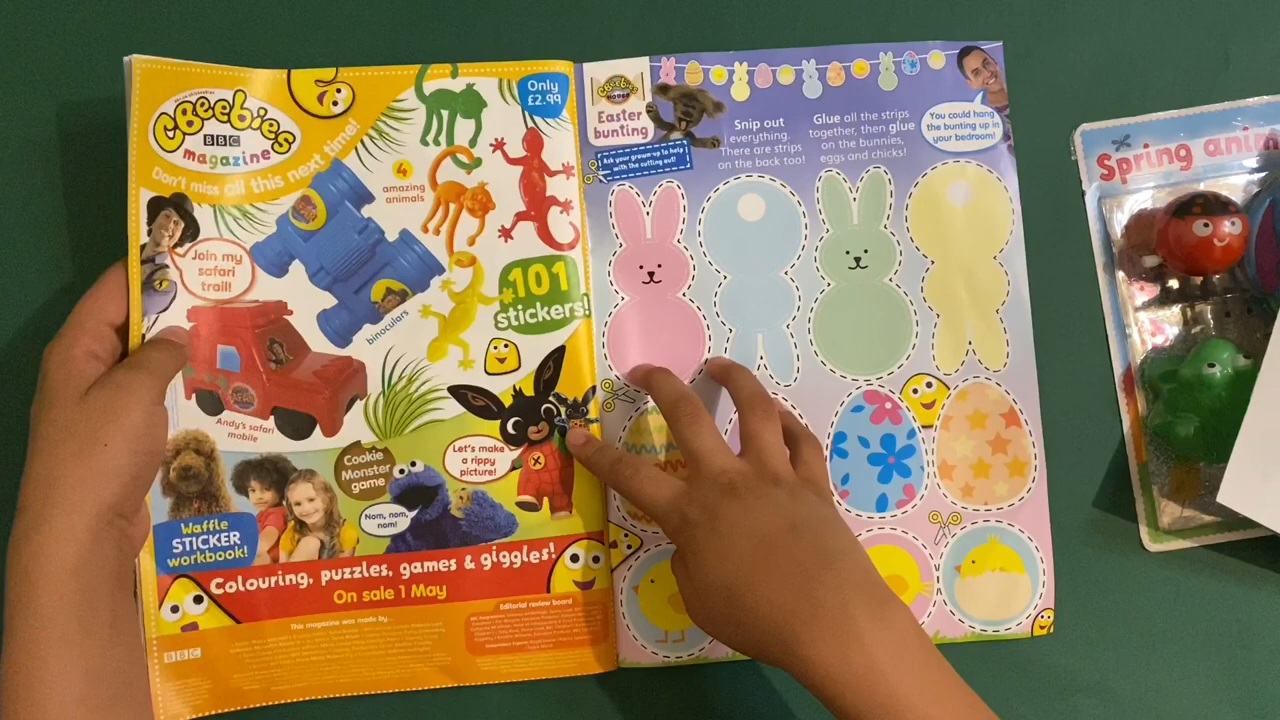 CBeebies
BBC
magazine
Don't miss all this next time!
Only
£2.99
4
amazing
animals
Join my
safari
trail!
binoculars
101
stickers!
Andy's safari
mobile
Cookie
Monster
game
Nom, nom,
nom!
Let's make
a rippy
picture!
Waffle
STICKER
workbook!
Colouring, puzzles, games & giggles!
On sale 1 May
This magazine was made by...
Editorial review board
BBC
CBeebies
HOUSE
Easter
bunting
Ask your grown-up to help
with the cutting out!
Snip out
everything.
There are strips
on the back too!
Glue all the strips
together, then glue
on the bunnies,
eggs and chicks!
You could hang
the bunting up in
your bedroom!
Spring anim